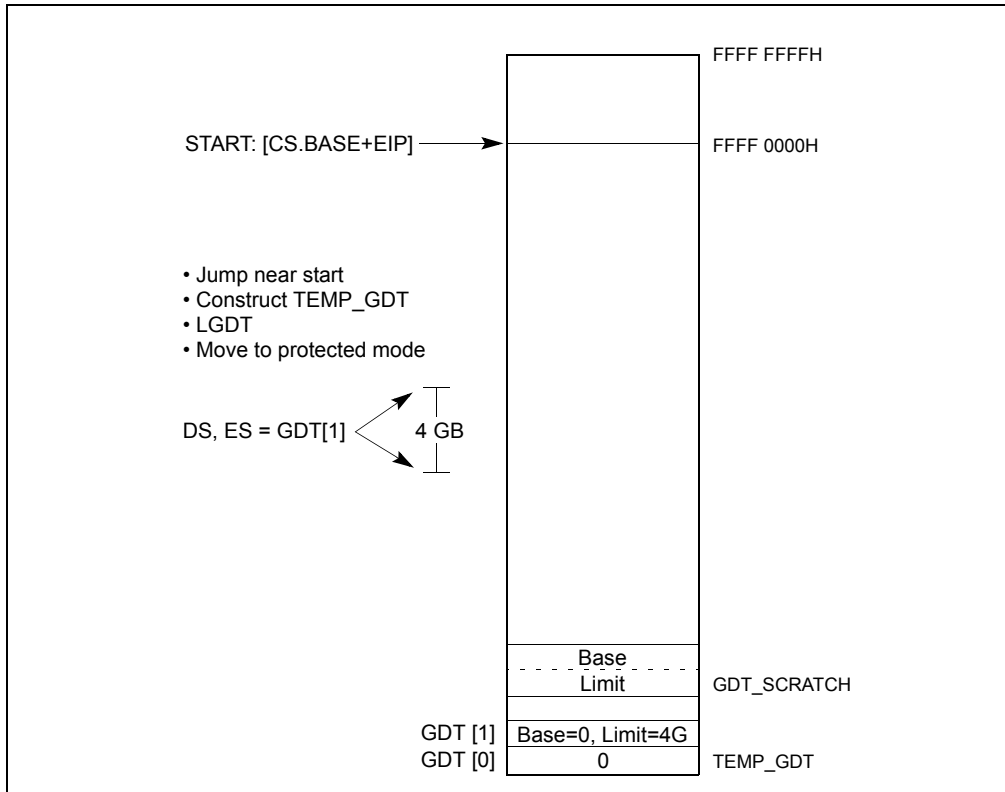 FFFF FFFFH
START: [CS.BASE+EIP]
FFFF 0000H
• Jump near start
• Construct TEMP_GDT
• LGDT
• Move to protected mode
DS, ES = GDT[1]
4 GB
Base
Limit
GDT_SCRATCH
GDT [1]
Base=0, Limit=4G
GDT [0]
0
TEMP_GDT